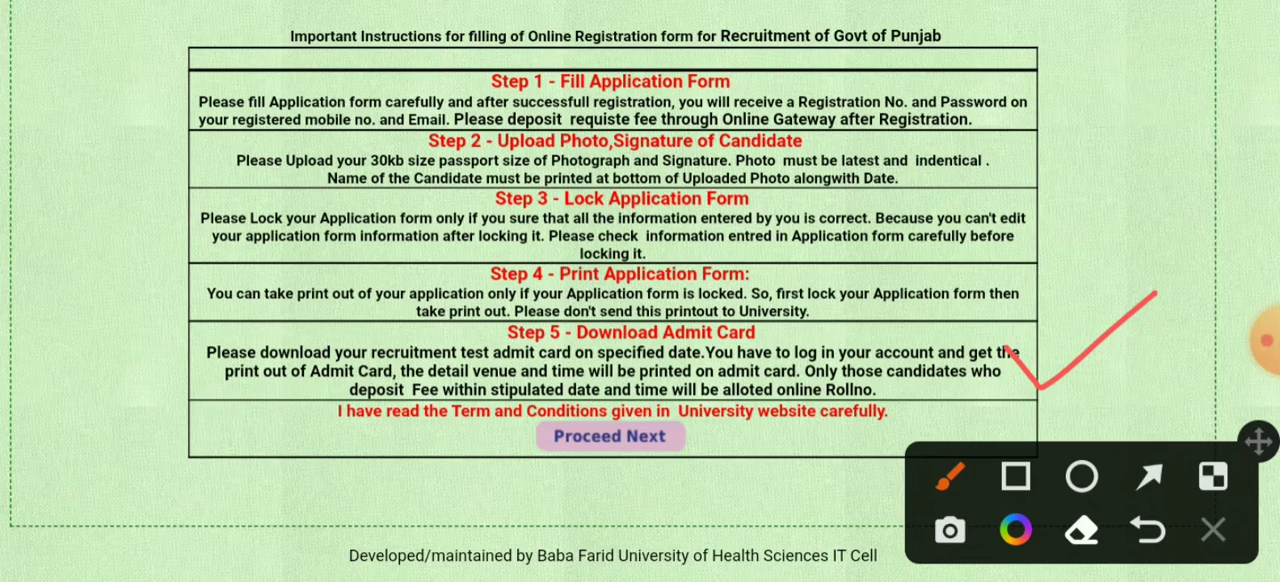 Important Instructions for filling of Online Registration form for Recruitment of Govt of Punjab
Step 1 - Fill Application Form
Please fill Application form carefully and after successfull registration, you will receive a Registration No. and Password on
your registered mobile no. and Email. Please deposit requiste fee through Online Gateway after Registration.
Step 2 - Upload Photo,Signature of Candidate
Please Upload your 30kb size passport size of Photograph and Signature. Photo must be latest and indentical .
Name of the Candidate must be printed at bottom of Uploaded Photo alongwith Date.
Step 3 - Lock Application Form
Please Lock your Application form only if you sure that all the information entered by you is correct. Because you can't edit
your application form information after locking it. Please check information entred in Application form carefully before
locking it.
Step 4 - Print Application Form:
You can take print out of your application only if your Application form is locked. So, first lock your Application form then
take print out. Please don't send this printout to University.
Step 5 - Download Admit Card
Please download your recruitment test admit card on specified date.You have to log in your account and get the
print out of Admit Card, the detail venue and time will be printed on admit card. Only those candidates who
deposit Fee within stipulated date and time will be alloted online Rollno.
I have read the Term and Conditions given in University website carefully.
Proceed Next
Developed/maintained by Baba Farid University of Health Sciences IT Cell